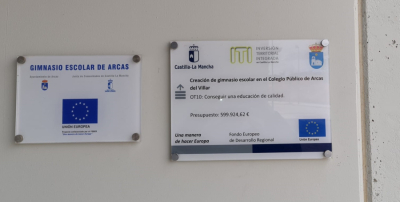 GIMNASIO ESCOLAR DE ARCAS
UNIÓN EUROPEA
Castilla-La Mancha
ITI
INVERSIÓN
TERRITORIAL
INTEGRADA
Creación de gimnasio escolar en el Colegio Público de Arcas
del Villar
OT10: Conseguir una educación de calidad.
Presupuesto: 999.924,62 €
Una manera
de hacer Europa
Fondo Europeo
de Desarrollo Regional
Unión Europea